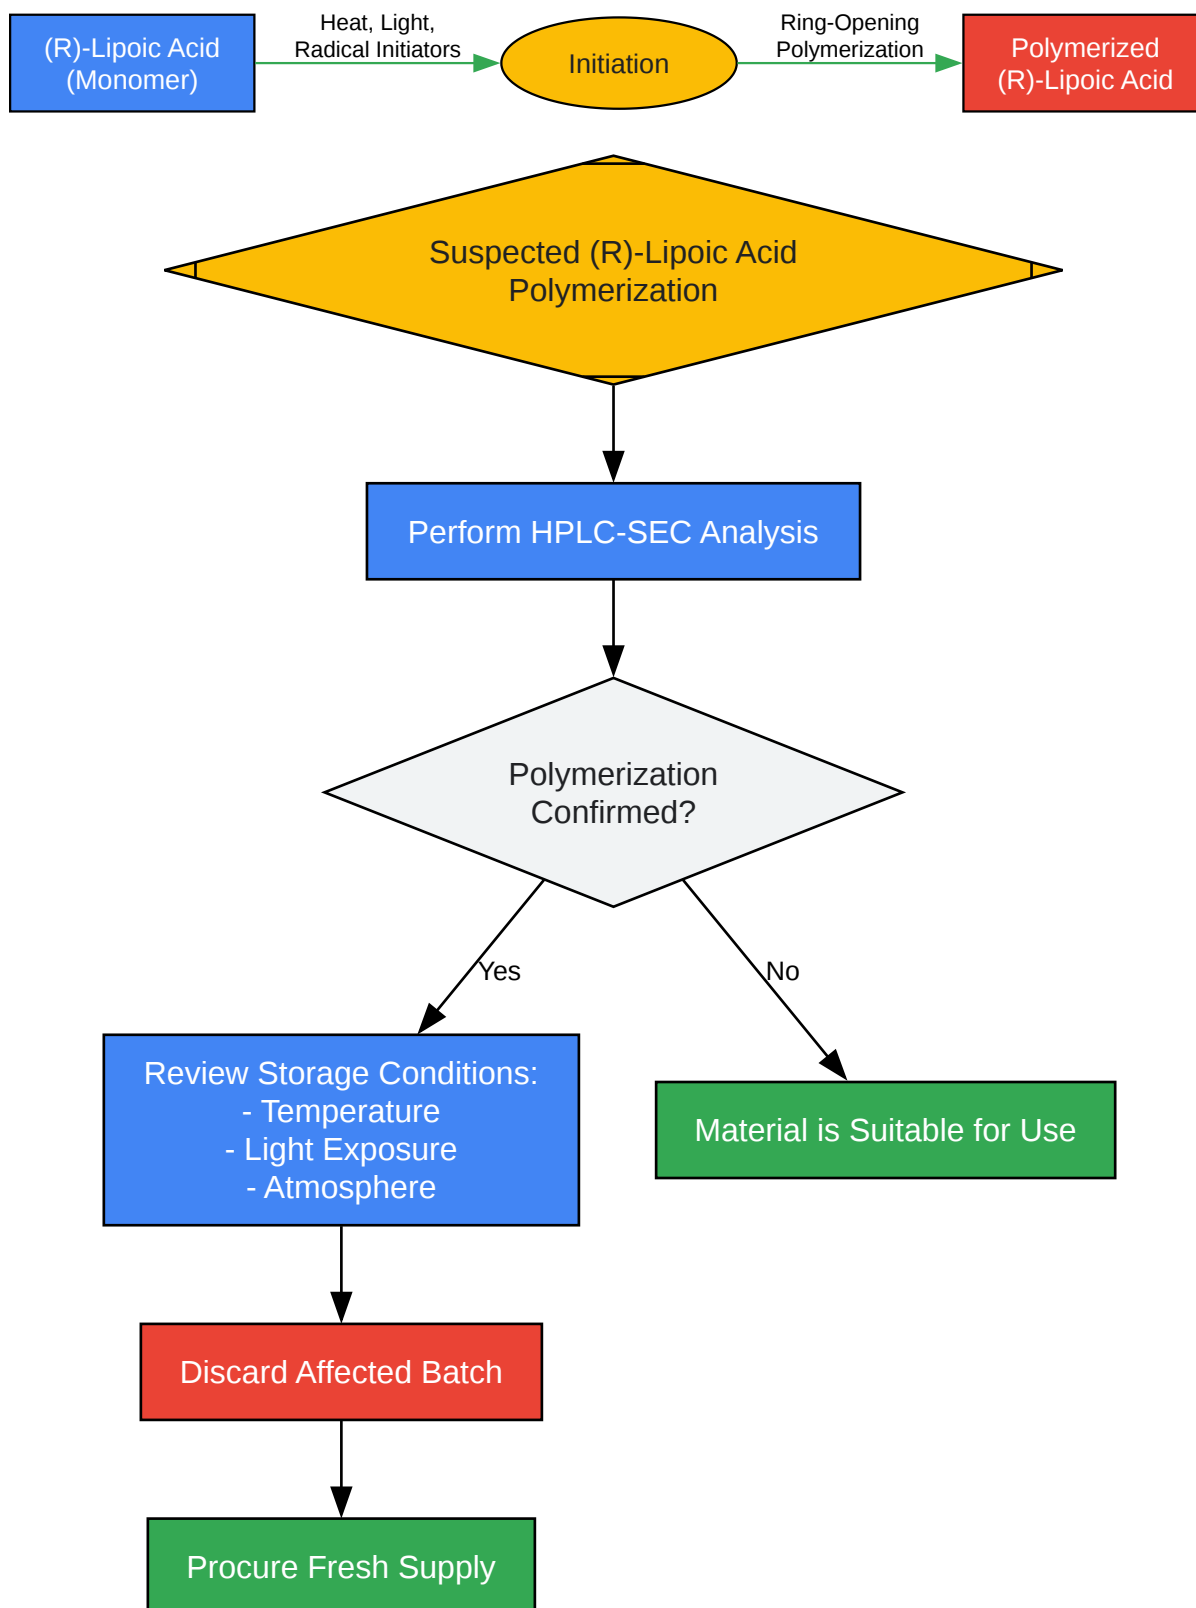 (R)-Lipoic Acid
(Monomer)
Heat, Light,
Radical Initiators
Initiation
Ring-Opening
Polymerization
Polymerized
(R)-Lipoic Acid
Suspected (R)-Lipoic Acid
Polymerization
Perform HPLC-SEC Analysis
Polymerization
Confirmed?
Yes
No
Review Storage Conditions:
- Temperature
- Light Exposure
- Atmosphere
Material is Suitable for Use
Discard Affected Batch
Procure Fresh Supply